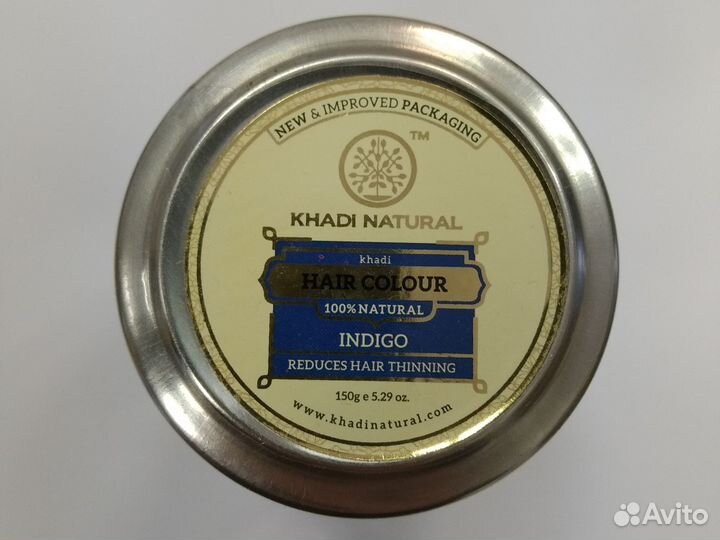 NEW & IMPROVED PACKAGING
TM
KHADI NATURAL
khadi
HAIR COLOUR
100% NATURAL
INDIGO
REDUCES HAIR THINNING
150g e 5.29 oz.
www.khadinatural.com
Avito